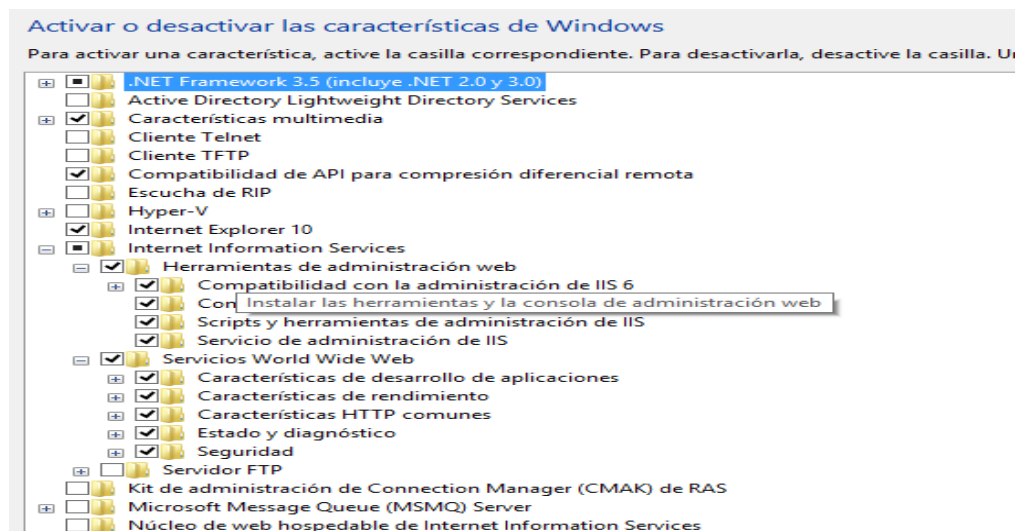 Activar o desactivar las características de Windows
Para activar una característica, active la casilla correspondiente. Para desactivarla, desactive la casilla.
.NET Framework 3.5 (incluye .NET 2.0 y 3.0)
Active Directory Lightweight Directory Services
Características multimedia
Cliente Telnet
Cliente TFTP
Compatibilidad de API para compresión diferencial remota
Escucha de RIP
Hyper-V
Internet Explorer 10
Internet Information Services
Herramientas de administración web
Compatibilidad con la administración de IIS 6
Con Instalar las herramientas y la consola de administración web
Scripts y herramientas de administración de IIS
Servicio de administración de IIS
Servicios World Wide Web
Características de desarrollo de aplicaciones
Características de rendimiento
Características HTTP comunes
Estado y diagnóstico
Seguridad
Servidor FTP
Kit de administración de Connection Manager (CMAK) de RAS
Microsoft Message Queue (MSMQ) Server
Núcleo de web hospedable de Internet Information Services